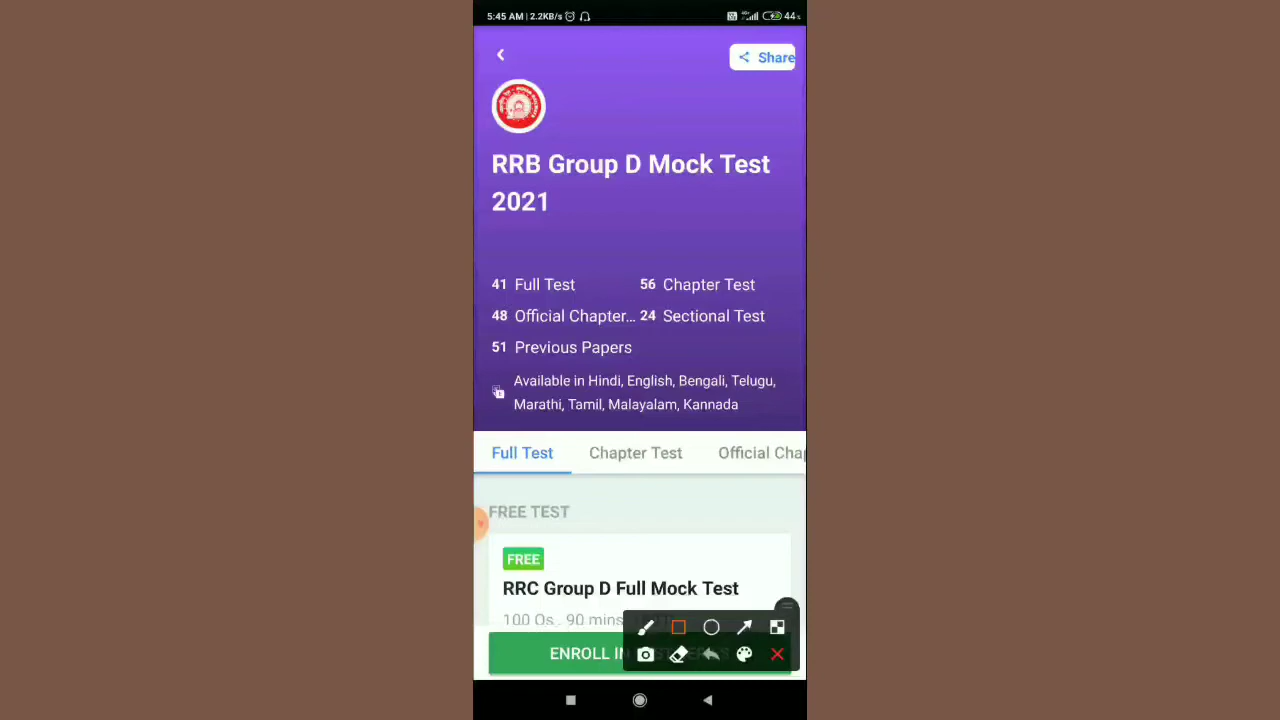 5:45 AM | 2.2KB/s
44%
Share
RRB Group D Mock Test
2021
41 Full Test
56 Chapter Test
48 Official Chapter...
24 Sectional Test
51 Previous Papers
Available in Hindi, English, Bengali, Telugu,
Marathi, Tamil, Malayalam, Kannada
Full Test
Chapter Test
Official Cha
FREE TEST
FREE
RRC Group D Full Mock Test
100 Qs . 90 mins
ENROLL IN